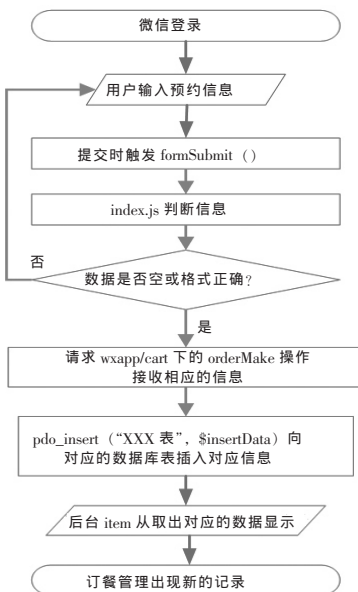 微信登录
用户输入预约信息
提交时触发 formSubmit （）
index.js 判断信息
否
数据是否空或格式正确？
是
请求 wxapp/cart 下的 orderMake 操作
接收相应的信息
pdo_insert（“XXX 表”，$insertData）向
对应的数据库表插入对应信息
后台 item 从取出对应的数据显示
订餐管理出现新的记录